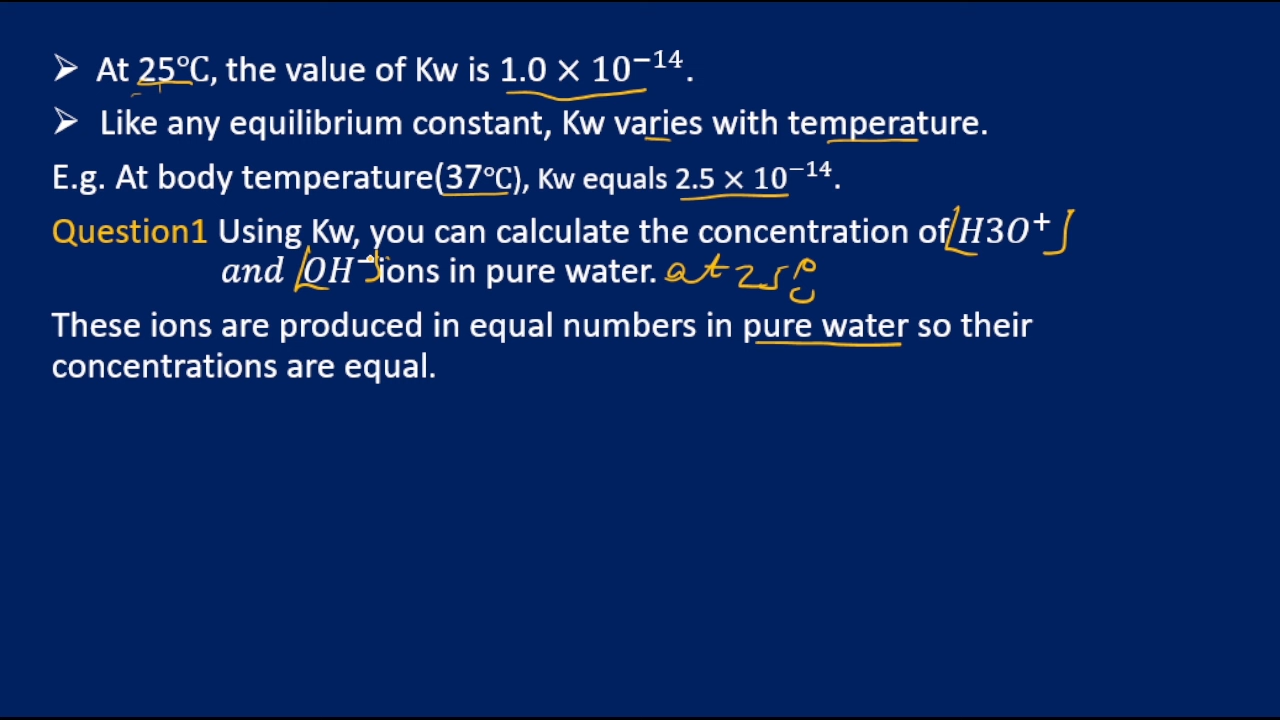 ➢ At 25℃, the value of Kw is 1.0 × 10⁻¹⁴.
➢ Like any equilibrium constant, Kw varies with temperature.
E.g. At body temperature(37℃), Kw equals 2.5 × 10⁻¹⁴.
Question1 Using Kw, you can calculate the concentration of [H3O⁺]
and [OH⁻] ions in pure water. at 25℃
These ions are produced in equal numbers in pure water so their
concentrations are equal.